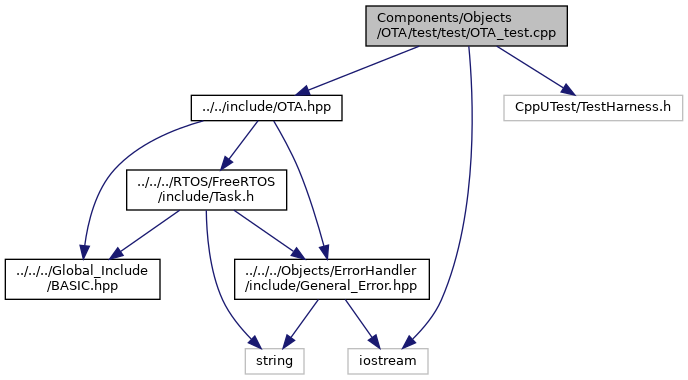 Components/Objects
/OTA/test/test/OTA_test.cpp
../../include/OTA.hpp
CppUTest/TestHarness.h
../../../RTOS/FreeRTOS
/include/Task.h
../../../Global_Include
/BASIC.hpp
../../../Objects/ErrorHandler
/include/General_Error.hpp
string
iostream